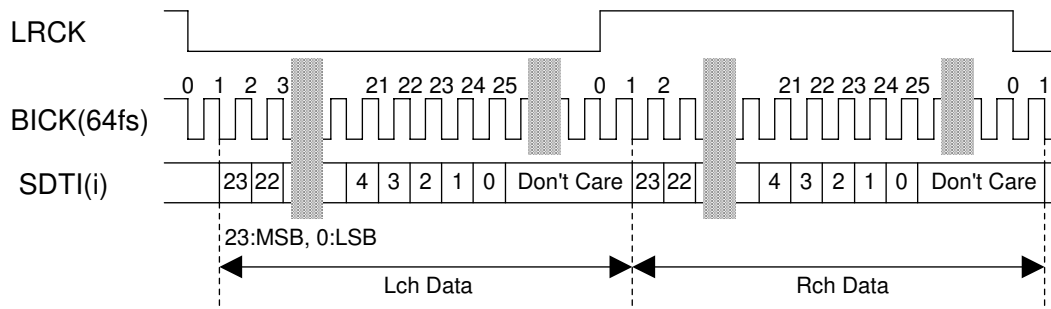 LRCK
0 1 2 3 21 22 23 24 25 0 1 2 21 22 23 24 25 0 1
BICK(64fs)
SDTI(i) 23 22 4 3 2 1 0 Don't Care 23 22 4 3 2 1 0 Don't Care
23:MSB, 0:LSB
Lch Data Rch Data